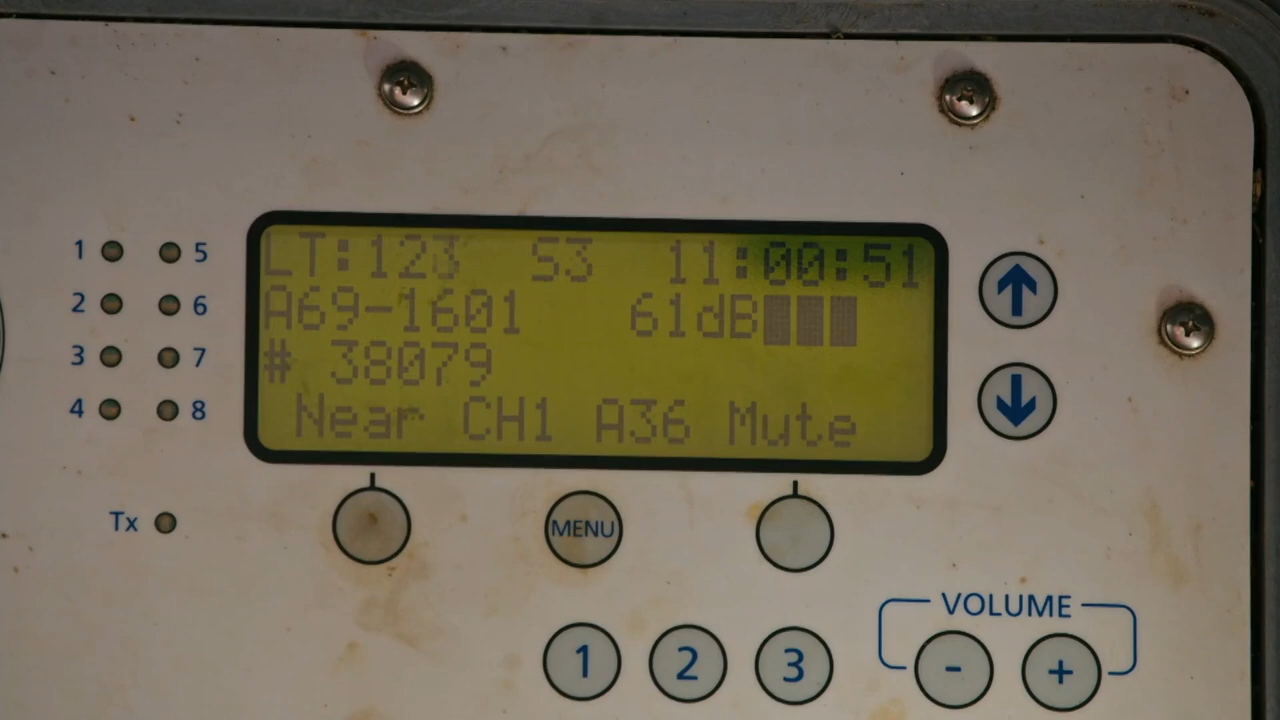 LT:123 S3 11:00:51
A69-1601 61dB
# 38079
Near CH1 A36 Mute
1 5
2 6
3 7
4 8
Tx
MENU
VOLUME
1 2 3 - +